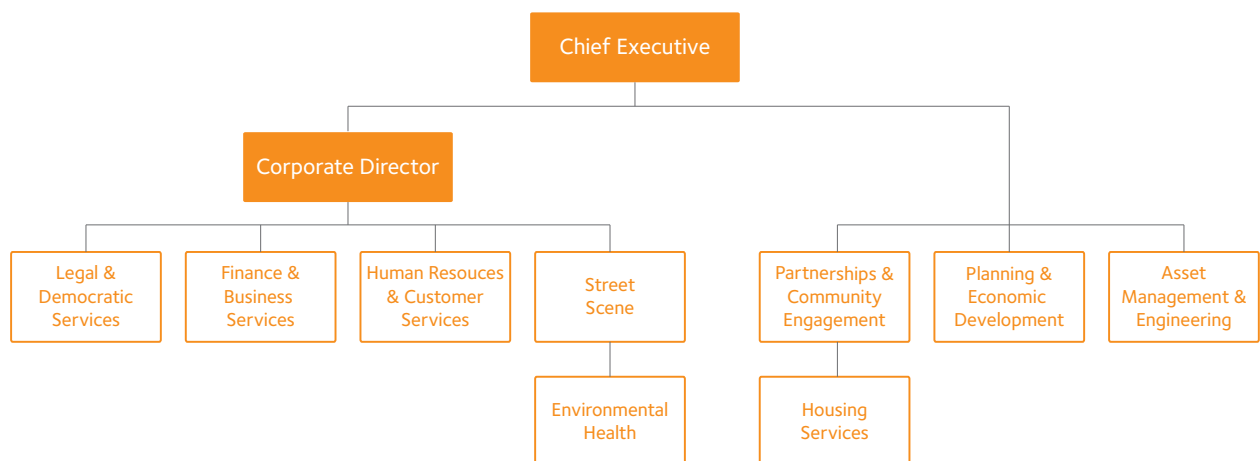 Chief Executive
Corporate Director
Legal &
Democratic
Services
Finance &
Business
Services
Human Resouces
& Customer
Services
Street
Scene
Partnerships &
Community
Engagement
Planning &
Economic
Development
Asset
Management &
Engineering
Environmental
Health
Housing
Services